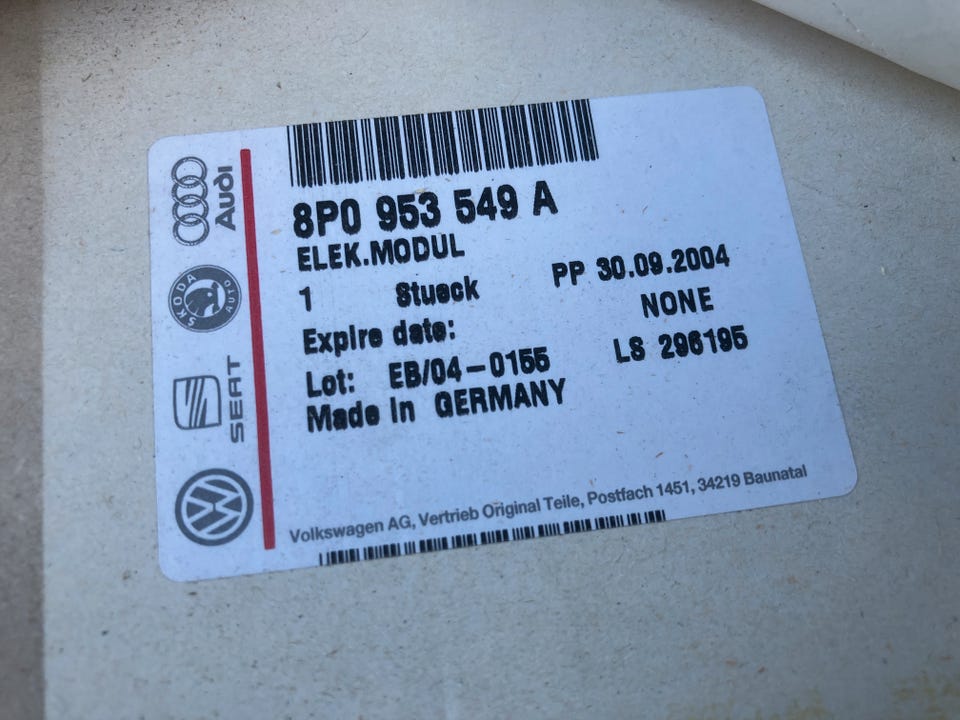 Audi
SKODA AUTO
SEAT
8P0 953 549 A
ELEK.MODUL
1 Stueck PP 30.09.2004
Expire date: NONE
Lot: EB/04-0155 LS 296195
Made in GERMANY
Volkswagen AG, Vertrieb Original Teile, Postfach 1451, 34219 Baunatal